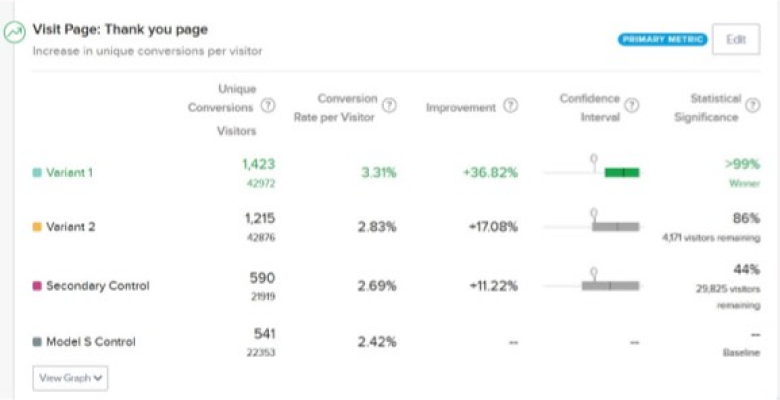 Visit Page: Thank you page
PRIMARY METRIC
Edit
Increase in unique conversions per visitor
Unique Conversions ?
Visitors
Conversion Rate per Visitor ?
Improvement ?
Confidence Interval ?
Statistical Significance ?
Variant 1
1,423
42972
3.31%
+36.82%
0
>99%
Winner
Variant 2
1,215
42876
2.83%
+17.08%
0
86%
4,171 visitors remaining
Secondary Control
590
21919
2.69%
+11.22%
0
44%
29,825 visitors
remaining
Model S Control
541
22353
2.42%
--
--
--
Baseline
View Graph